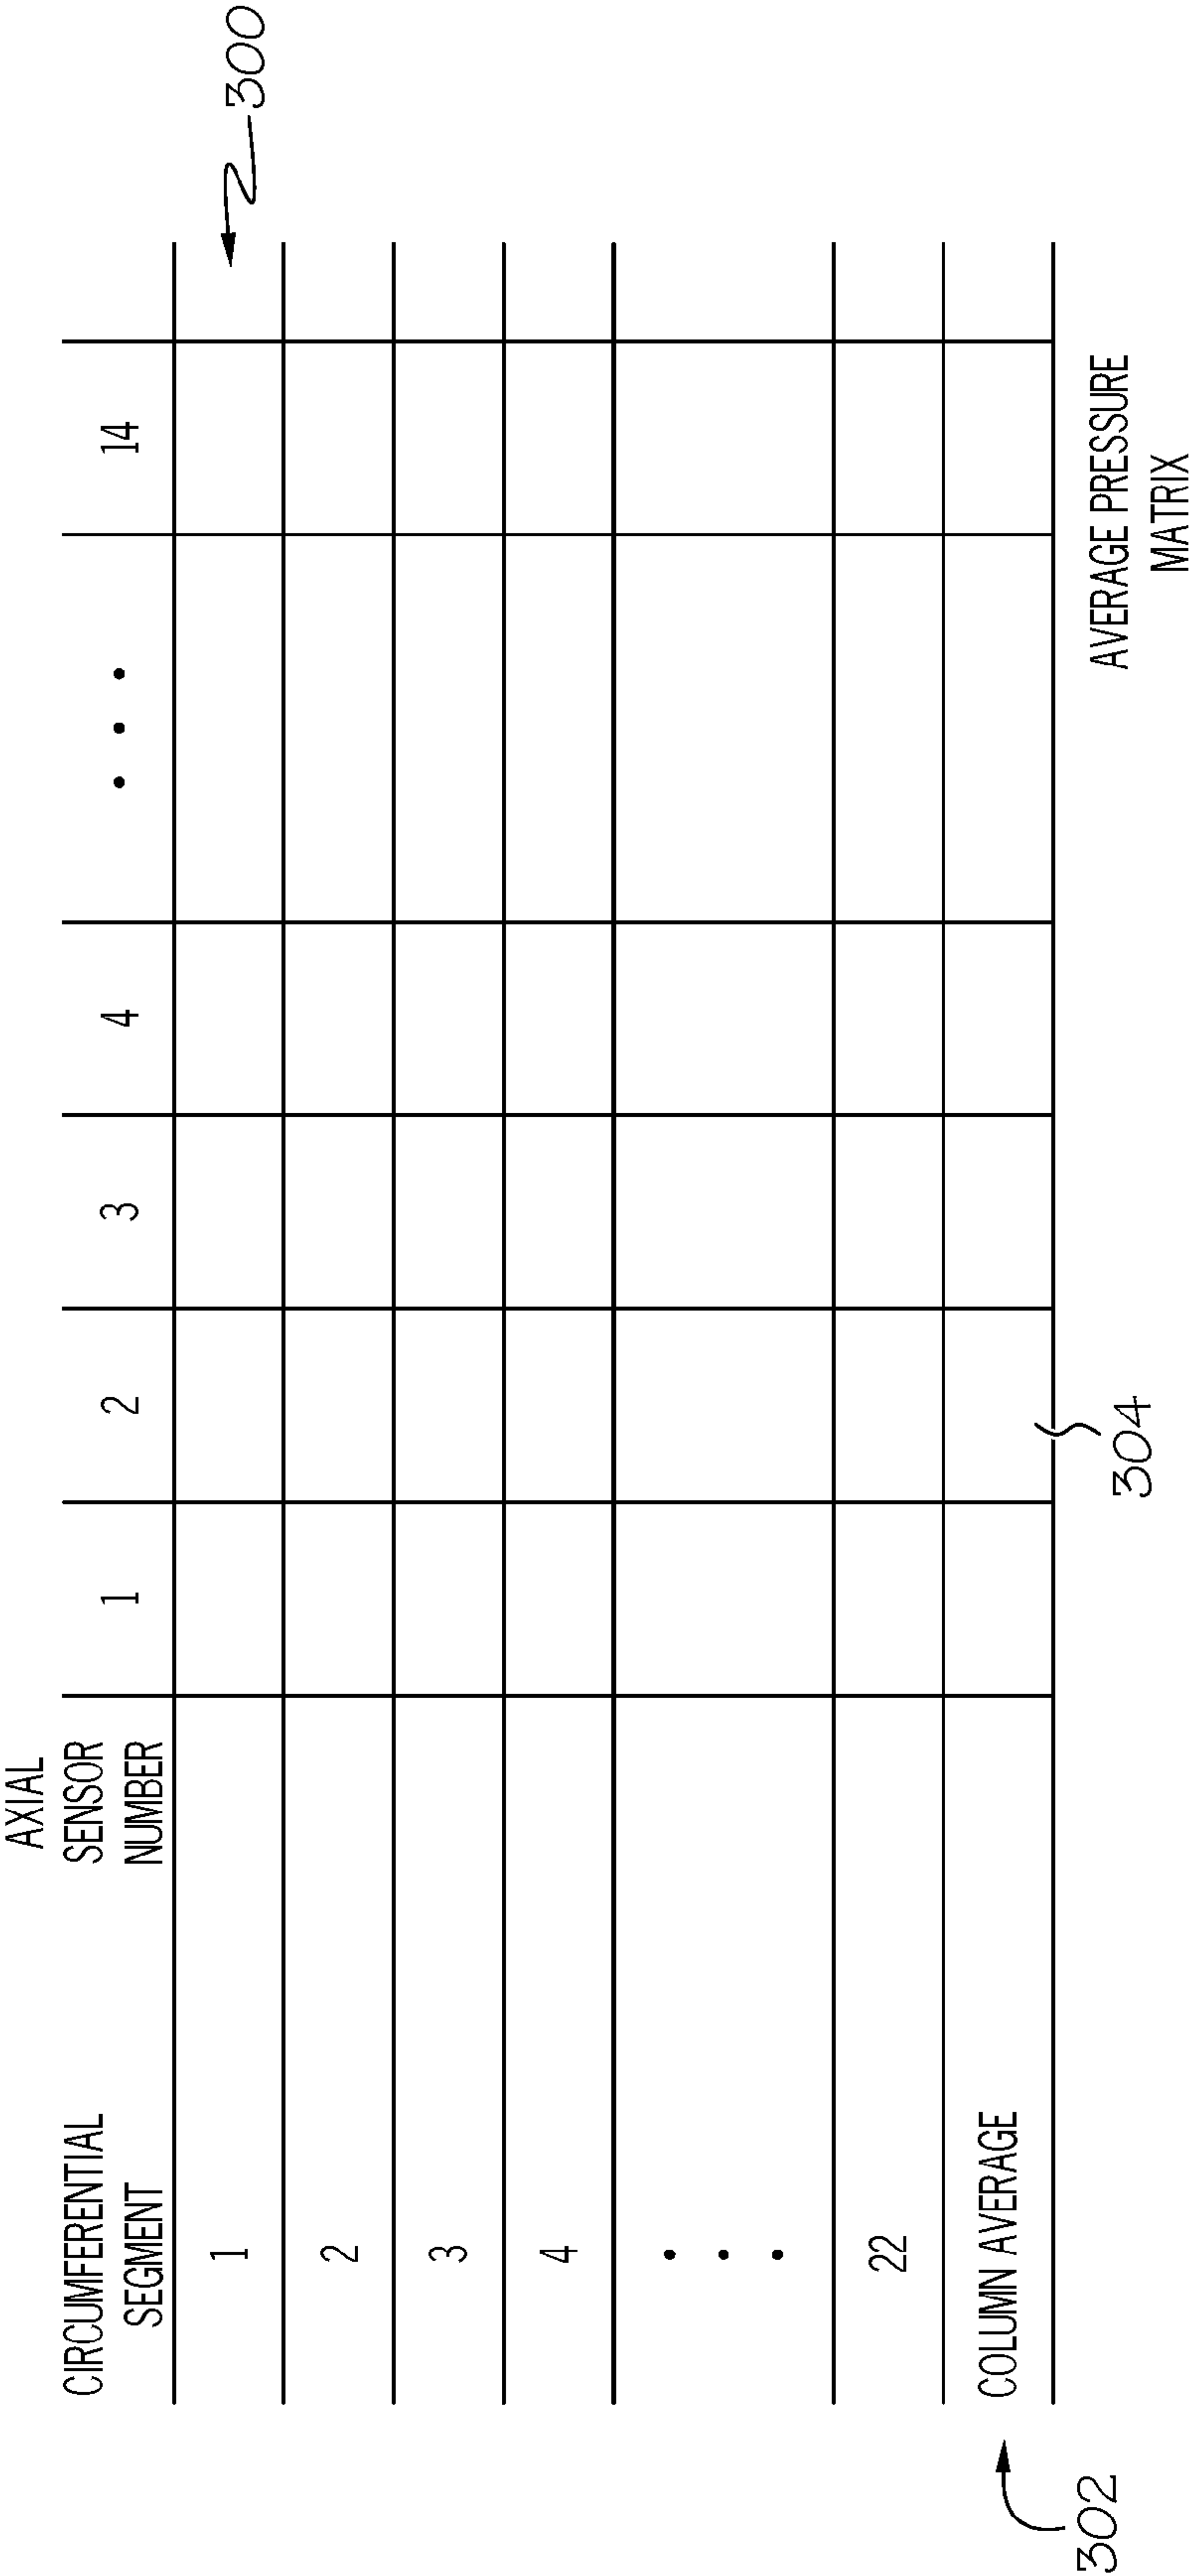 300
AXIAL
CIRCUMFERENTIAL SENSOR
SEGMENT NUMBER 1 2 3 4 • • • 14
1
2
3
4
•
•
•
22
302
COLUMN AVERAGE
304
AVERAGE PRESSURE
MATRIX